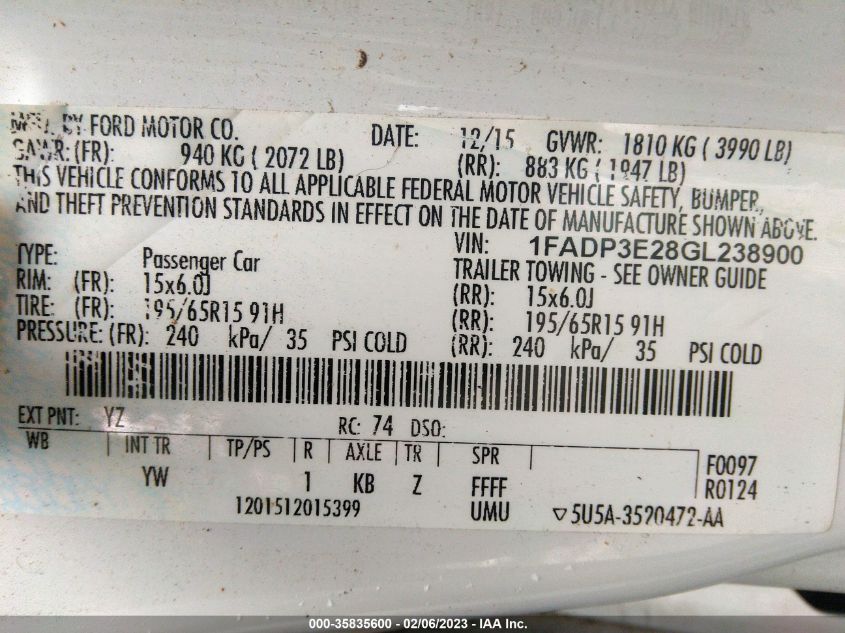 MFD. BY FORD MOTOR CO. DATE: 12/15 GVWR: 1810 KG ( 3990 LB)
GAWR: (FR): 940 KG ( 2072 LB) (RR): 883 KG ( 1947 LB)
THIS VEHICLE CONFORMS TO ALL APPLICABLE FEDERAL MOTOR VEHICLE SAFETY, BUMPER,
AND THEFT PREVENTION STANDARDS IN EFFECT ON THE DATE OF MANUFACTURE SHOWN ABOVE.
VIN: 1FADP3E28GL238900
TYPE: Passenger Car TRAILER TOWING - SEE OWNER GUIDE
RIM: (FR): 15x6.0J (RR): 15x6.0J
TIRE: (FR): 195/65R15 91H (RR): 195/65R15 91H
PRESSURE: (FR): 240 kPa/ 35 PSI COLD (RR): 240 kPa/ 35 PSI COLD
EXT PNT: YZ RC: 74 DSO:
WB INT TR TP/PS R AXLE TR SPR F0097
YW 1 KB Z FFFF R0124
1201512015399 UMU ▽5U5A-3520472-AA
000-35835600 - 02/06/2023 - IAA Inc.